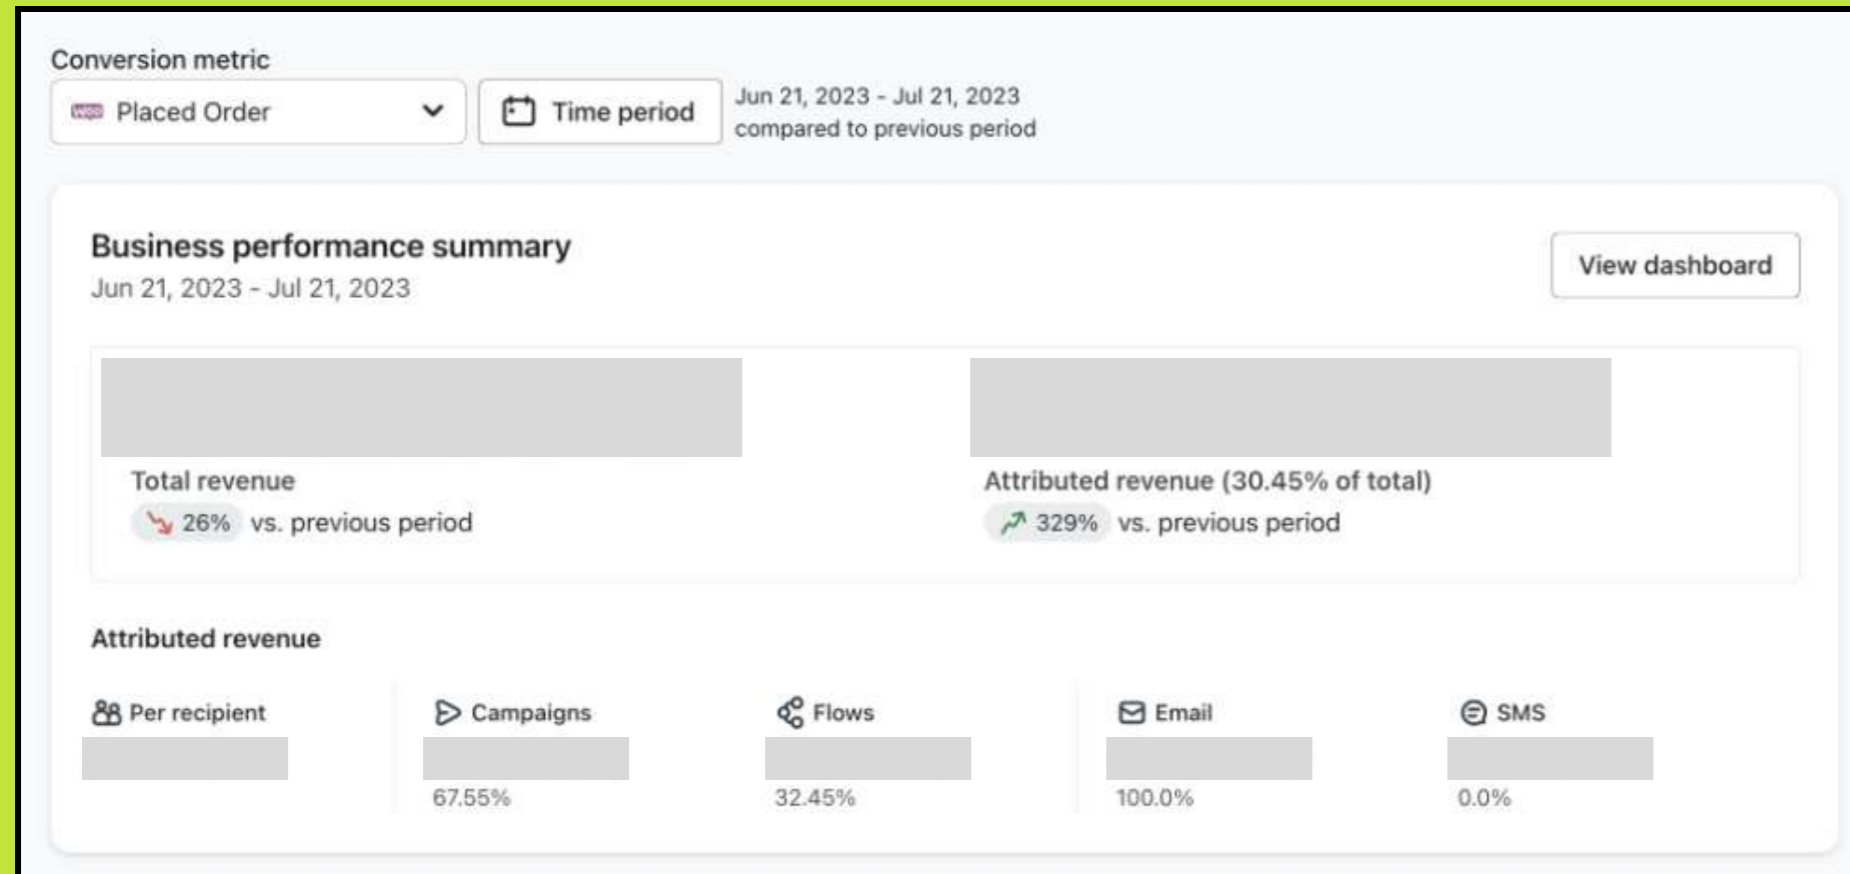 Conversion metric
Woo Placed Order
Time period
Jun 21, 2023 - Jul 21, 2023
compared to previous period
Business performance summary
Jun 21, 2023 - Jul 21, 2023
View dashboard
Total revenue
26% vs. previous period
Attributed revenue (30.45% of total)
329% vs. previous period
Attributed revenue
Per recipient
Campaigns
67.55%
Flows
32.45%
Email
100.0%
SMS
0.0%